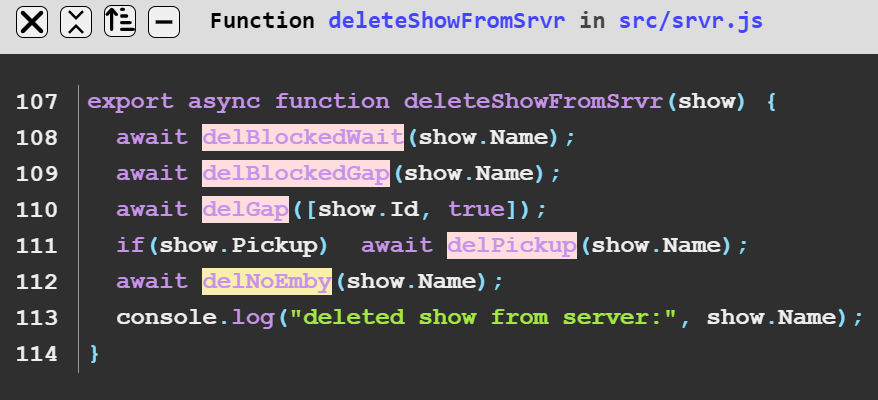 Function deleteShowFromSrvr in src/srvr.js
107 export async function deleteShowFromSrvr(show) {
108   await delBlockedWait(show.Name);
109   await delBlockedGap(show.Name);
110   await delGap([show.Id, true]);
111   if(show.Pickup)  await delPickup(show.Name);
112   await delNoEmby(show.Name);
113   console.log("deleted show from server:", show.Name);
114 }